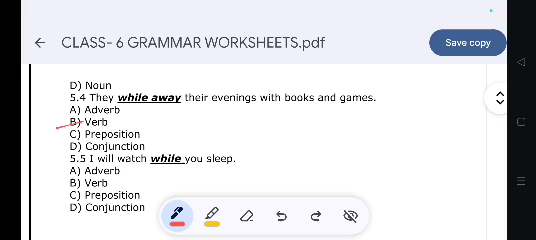 CLASS- 6 GRAMMAR WORKSHEETS.pdf
Save copy
D) Noun
5.4 They while away their evenings with books and games.
A) Adverb
B) Verb
C) Preposition
D) Conjunction
5.5 I will watch while you sleep.
A) Adverb
B) Verb
C) Preposition
D) Conjunction